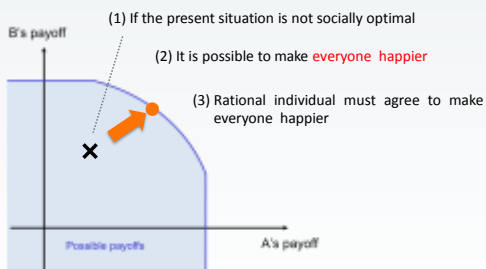 (1) If the present situation is not socially optimal
B's payoff
(2) It is possible to make everyone happier
(3) Rational individual must agree to make
everyone happier
Possible payoffs
A's payoff